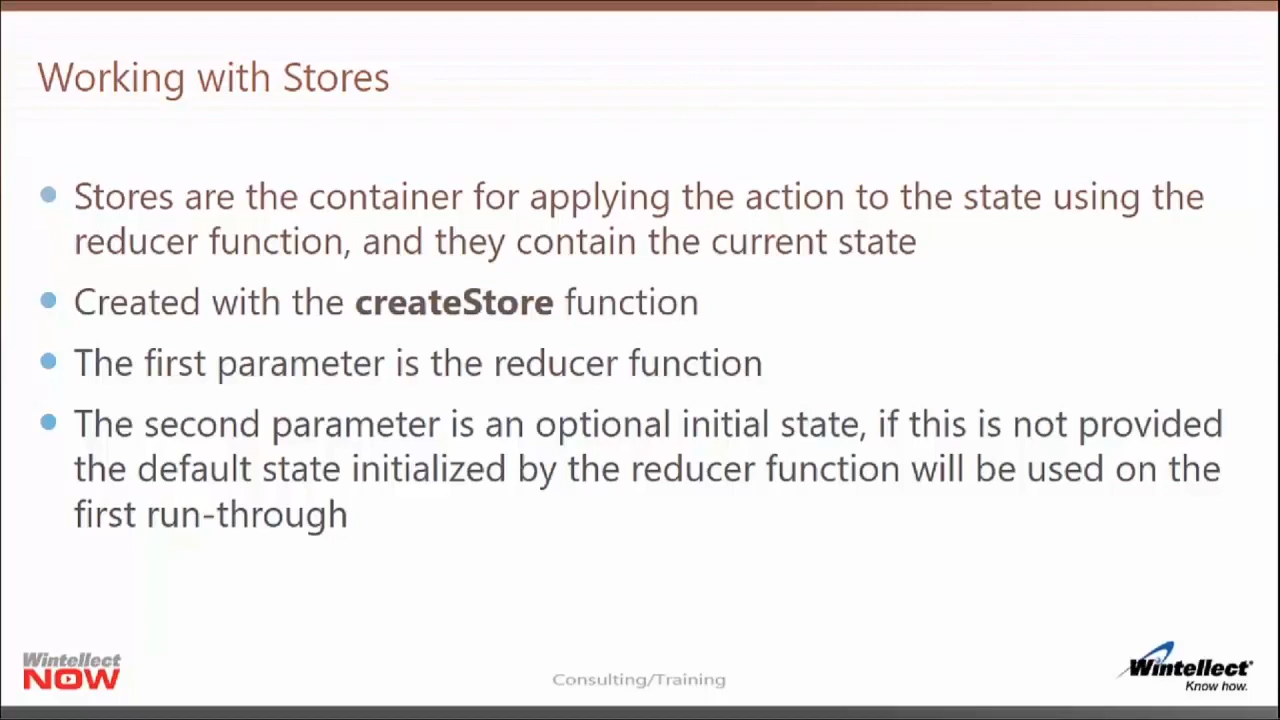 Working with Stores
Stores are the container for applying the action to the state using the
reducer function, and they contain the current state
Created with the createStore function
The first parameter is the reducer function
The second parameter is an optional initial state, if this is not provided
the default state initialized by the reducer function will be used on the
first run-through
Wintellect
NOW
Consulting/Training
Wintellect
Know how.